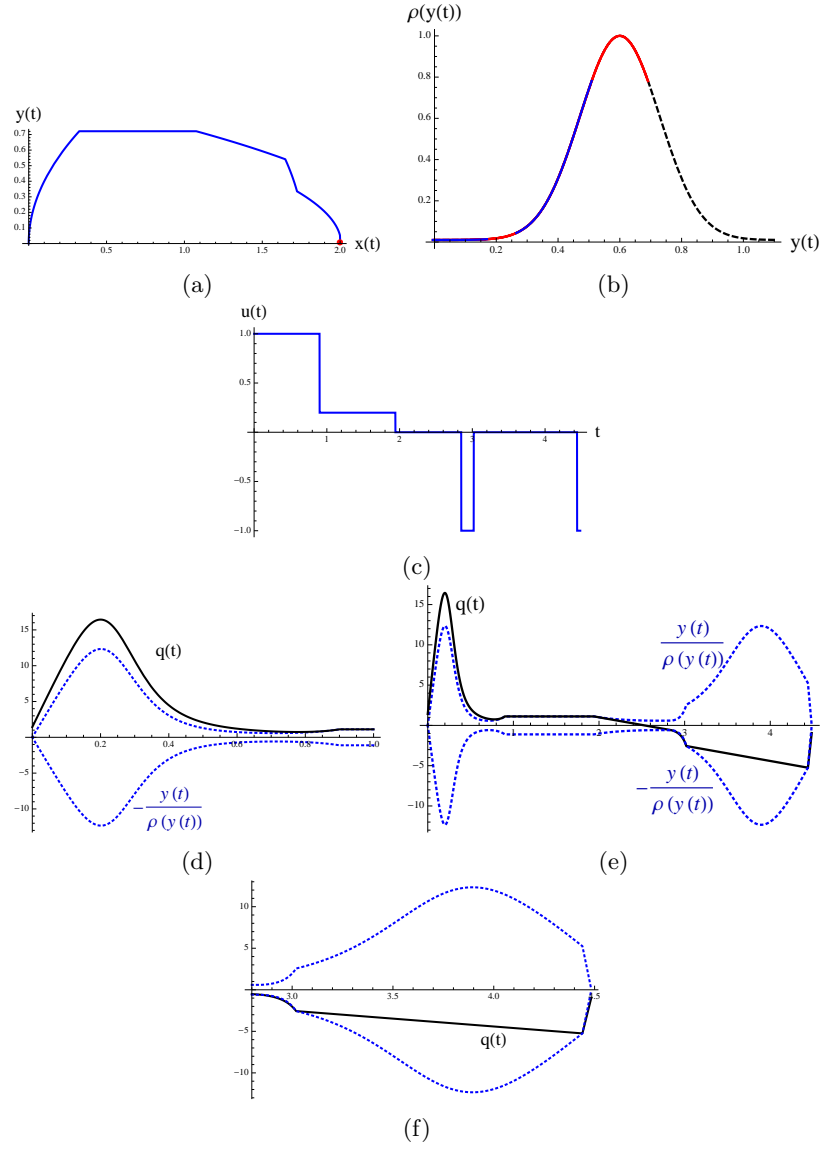 ρ(y(t))
1.0
0.8
0.6
0.4
0.2
0.2 0.4 0.6 0.8 1.0 y(t)
y(t)
0.7
0.6
0.5
0.4
0.3
0.2
0.1
0.5 1.0 1.5 2.0 x(t)
(a) (b)
u(t)
1.0
0.5
1 2 3 4 t
−0.5
−1.0
(c)
15
10
5
q(t)
0.2 0.4 0.6 0.8 1.0
−5
−10
− y(t) / ρ(y(t))
(d)
15
10
5
q(t)
y(t) / ρ(y(t))
1 2 3 4
−5
−10
− y(t) / ρ(y(t))
(e)
10
5
3.0 3.5 4.0 4.5
−5
−10
q(t)
(f)